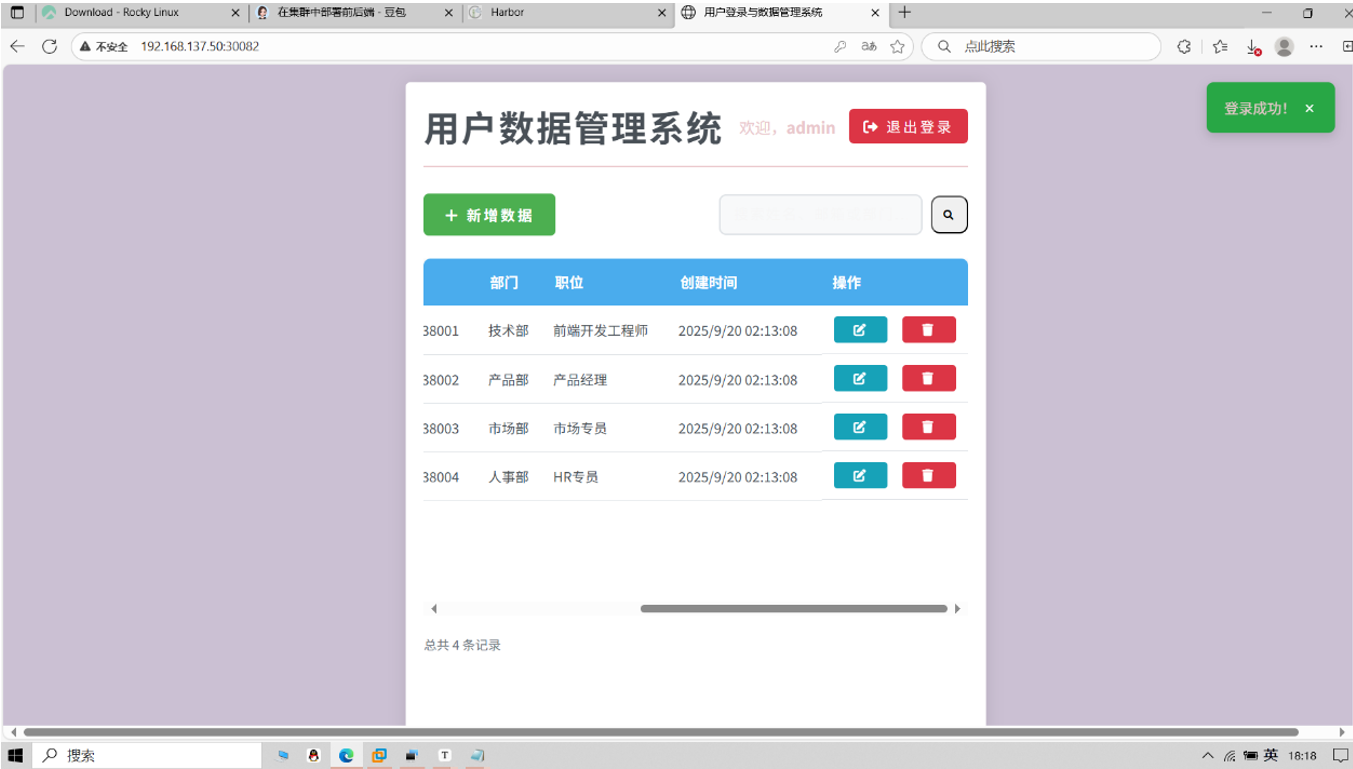 Download - Rocky Linux
在集群中部署前后端 - 豆包
Harbor
用户登录与数据管理系统
不安全 192.168.137.50:30082
点此搜索
用户数据管理系统 欢迎，admin 退出登录
登录成功！
新增数据
部门 职位 创建时间 操作
38001 技术部 前端开发工程师 2025/9/20 02:13:08
38002 产品部 产品经理 2025/9/20 02:13:08
38003 市场部 市场专员 2025/9/20 02:13:08
38004 人事部 HR专员 2025/9/20 02:13:08
总共 4 条记录
搜索
英 18:18